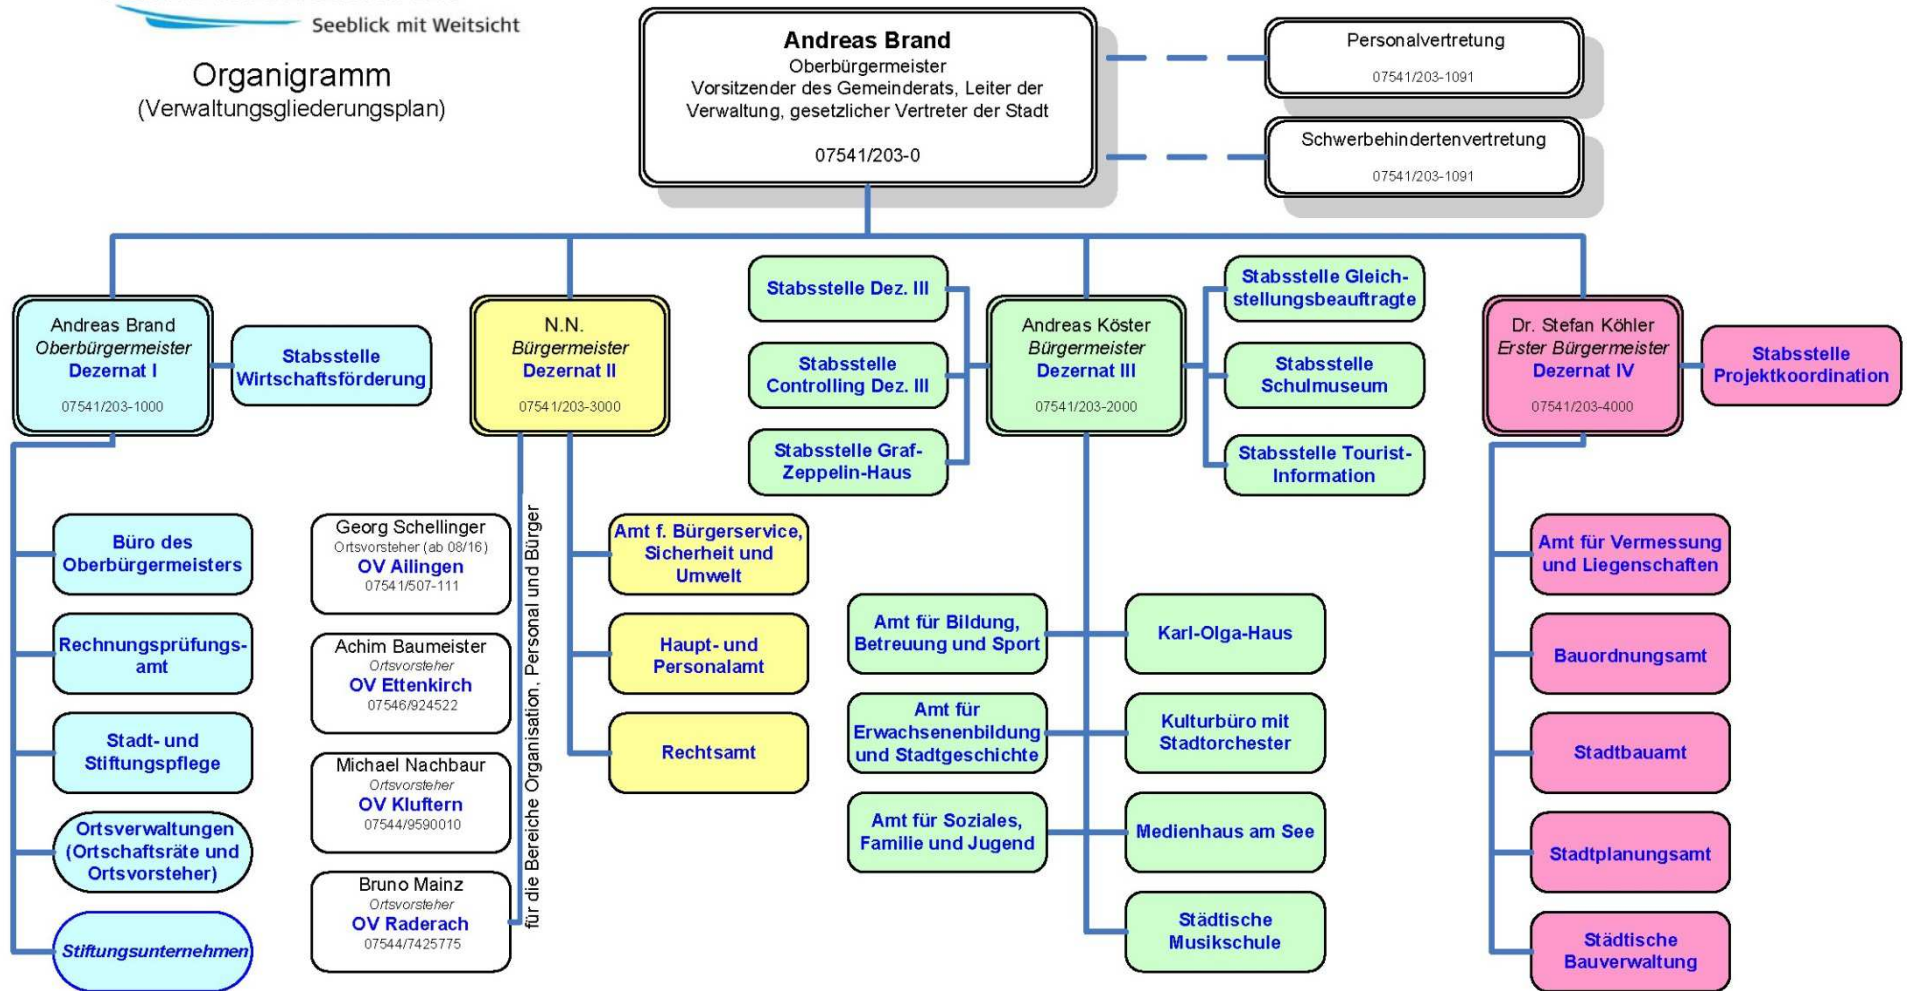 Seeblick mit Weitsicht
Organigramm
(Verwaltungsgliederungsplan)
Andreas Brand
Oberbürgermeister
Vorsitzender des Gemeinderats, Leiter der
Verwaltung, gesetzlicher Vertreter der Stadt
07541/203-0
Personalvertretung
07541/203-1091
Schwerbehindertenvertretung
07541/203-1091
Andreas Brand
Oberbürgermeister
Dezernat I
07541/203-1000
Stabsstelle
Wirtschaftsförderung
N.N.
Bürgermeister
Dezernat II
07541/203-3000
Stabsstelle Dez. III
Stabsstelle
Controlling Dez. III
Stabsstelle Graf-
Zeppelin-Haus
Andreas Köster
Bürgermeister
Dezernat III
07541/203-2000
Stabsstelle Gleich-
stellungsbeauftragte
Stabsstelle
Schulmuseum
Stabsstelle Tourist-
Information
Dr. Stefan Köhler
Erster Bürgermeister
Dezernat IV
07541/203-4000
Stabsstelle
Projektkoordination
Büro des
Oberbürgermeisters
Rechnungsprüfungs-
amt
Stadt- und
Stiftungspflege
Ortsverwaltungen
(Ortschaftsräte und
Ortsvorsteher)
Stiftungsunternehmen
Georg Schellinger
Ortsvorsteher (ab 08/16)
OV Ailingen
07541/507-111
Achim Baumeister
Ortsvorsteher
OV Ettenkirch
07546/924522
Michael Nachbaur
Ortsvorsteher
OV Kluftern
07544/9590010
Bruno Mainz
Ortsvorsteher
OV Raderach
07544/7425775
für die Bereiche Organisation, Personal und Bürger
Amt f. Bürgerservice,
Sicherheit und
Umwelt
Haupt- und
Personalamt
Rechtsamt
Amt für Bildung,
Betreuung und Sport
Amt für
Erwachsenenbildung
und Stadtgeschichte
Amt für Soziales,
Familie und Jugend
Karl-Olga-Haus
Kulturbüro mit
Stadtorchester
Medienhaus am See
Städtische
Musikschule
Amt für Vermessung
und Liegenschaften
Bauordnungsamt
Stadtbauamt
Stadtplanungsamt
Städtische
Bauverwaltung